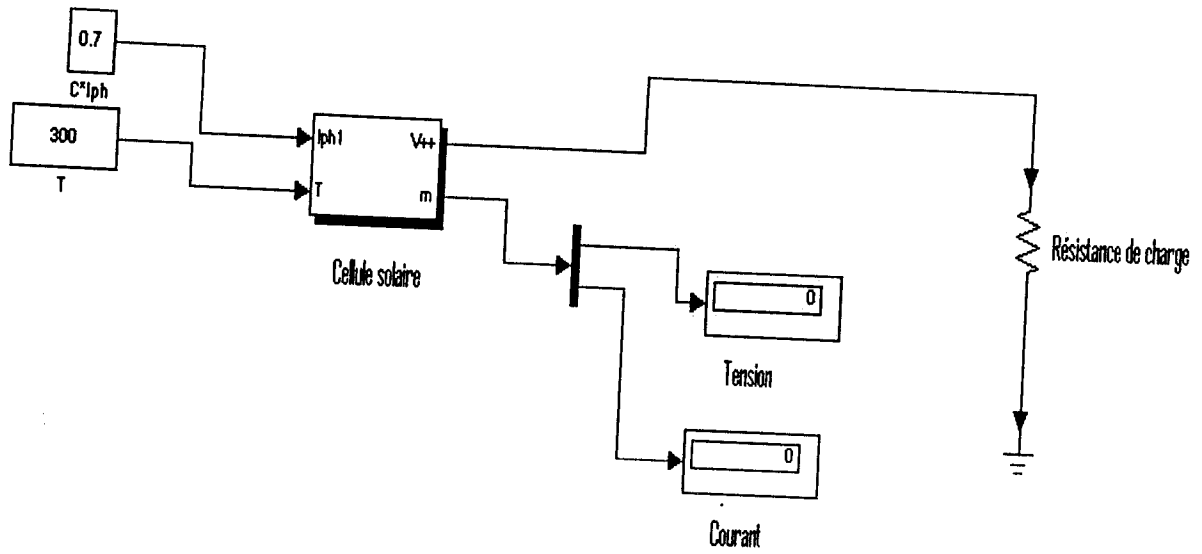 0.7
C*Iph
300
T
Iph1
V++
T
m
Cellule solaire
Résistance de charge
0
Tension
0
Courant